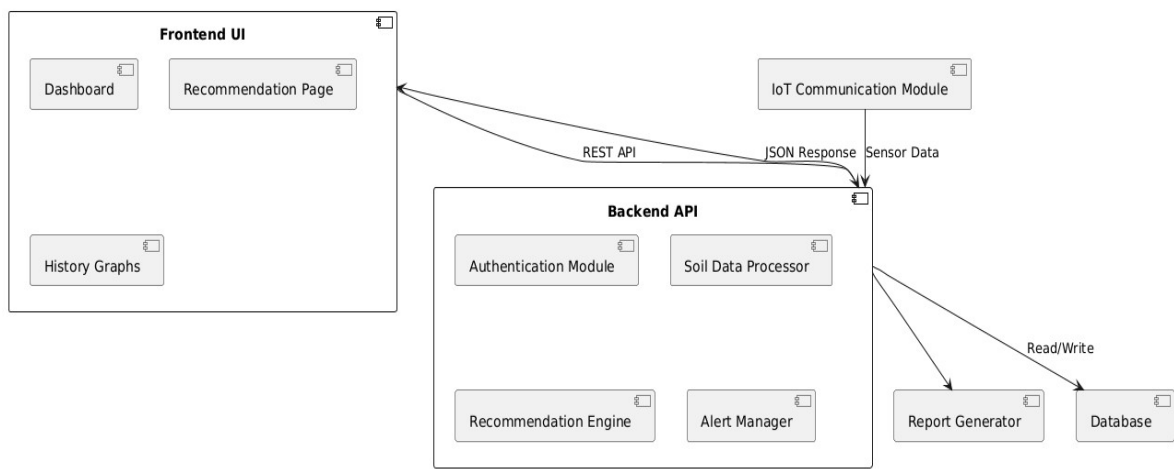 Frontend UI
Dashboard
Recommendation Page
IoT Communication Module
REST API
JSON Response
Sensor Data
Backend API
History Graphs
Authentication Module
Soil Data Processor
Read/Write
Recommendation Engine
Alert Manager
Report Generator
Database